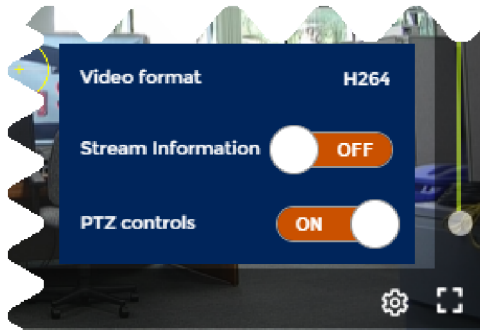 Video format H264
Stream Information OFF
PTZ controls ON